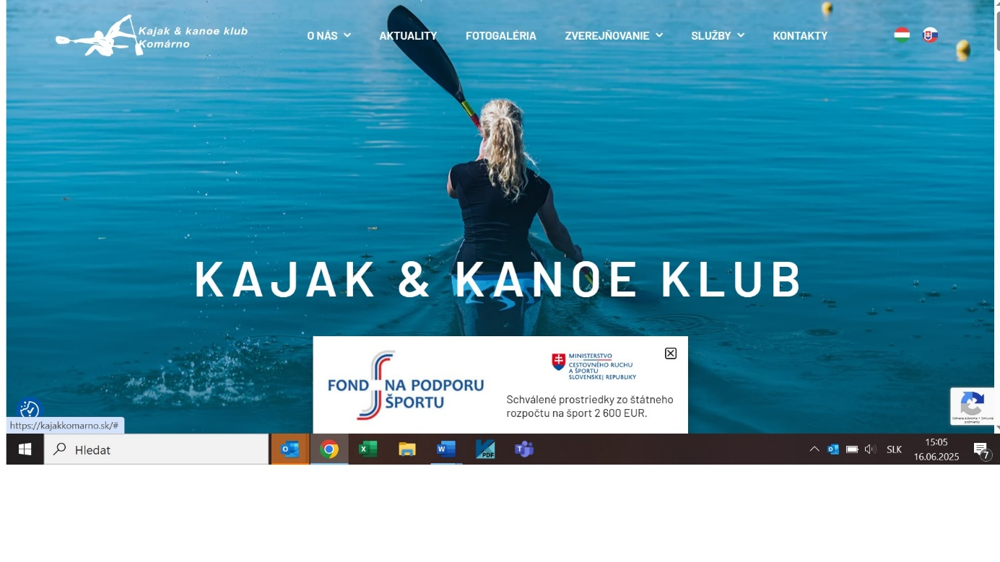 Kajak & kanoe klub
Komárno
O NÁS
AKTUALITY
FOTOGALÉRIA
ZVEREJŇOVANIE
SLUŽBY
KONTAKTY
KAJAK & KANOE KLUB
FOND NA PODPORU
ŠPORTU
MINISTERSTVO
CESTOVNÉHO RUCHU
A ŠPORTU
SLOVENSKEJ REPUBLIKY
Schválené prostriedky zo štátneho
rozpočtu na šport 2 600 EUR.
https://kajakkomarno.sk/#
Hledat
PDF
SLK
15:05
16.06.2025
7